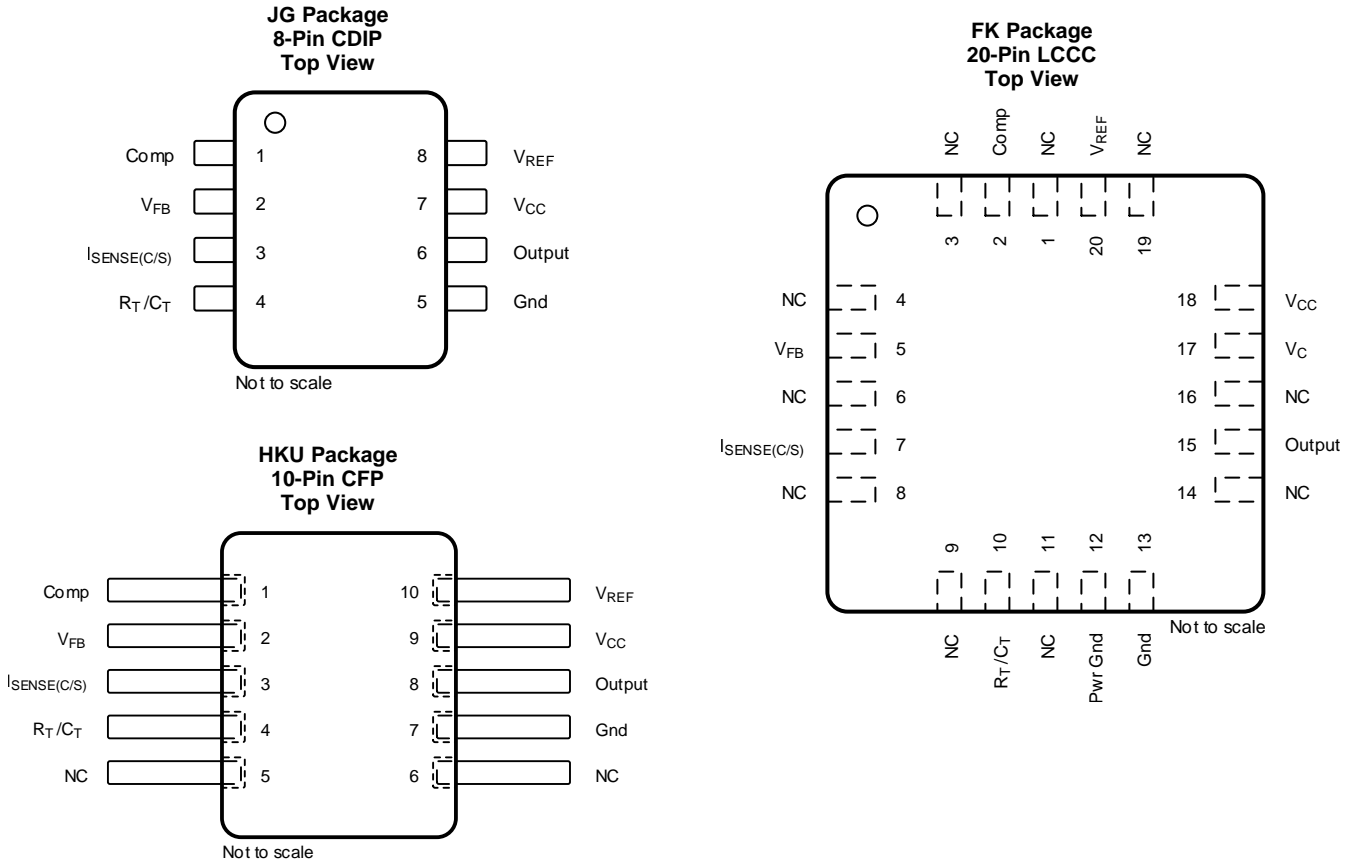 JG Package
8-Pin CDIP
Top View
Comp 1 8 VREF
VFB 2 7 VCC
ISENSE(C/S) 3 6 Output
RT/CT 4 5 Gnd
Not to scale
HKU Package
10-Pin CFP
Top View
Comp 1 10 VREF
VFB 2 9 VCC
ISENSE(C/S) 3 8 Output
RT/CT 4 7 Gnd
NC 5 6 NC
Not to scale
FK Package
20-Pin LCCC
Top View
NC Comp NC VREF NC
3 2 1 20 19
NC 4 18 VCC
VFB 5 17 VC
NC 6 16 NC
ISENSE(C/S) 7 15 Output
NC 8 14 NC
9 10 11 12 13
NC RT/CT NC Pwr Gnd Gnd
Not to scale